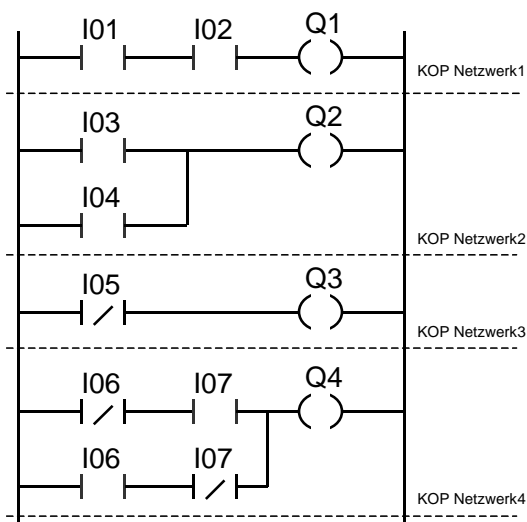 I01 I02 Q1
KOP Netzwerk1
I03 Q2
I04
KOP Netzwerk2
I05 Q3
KOP Netzwerk3
I06 I07 Q4
I06 I07
KOP Netzwerk4